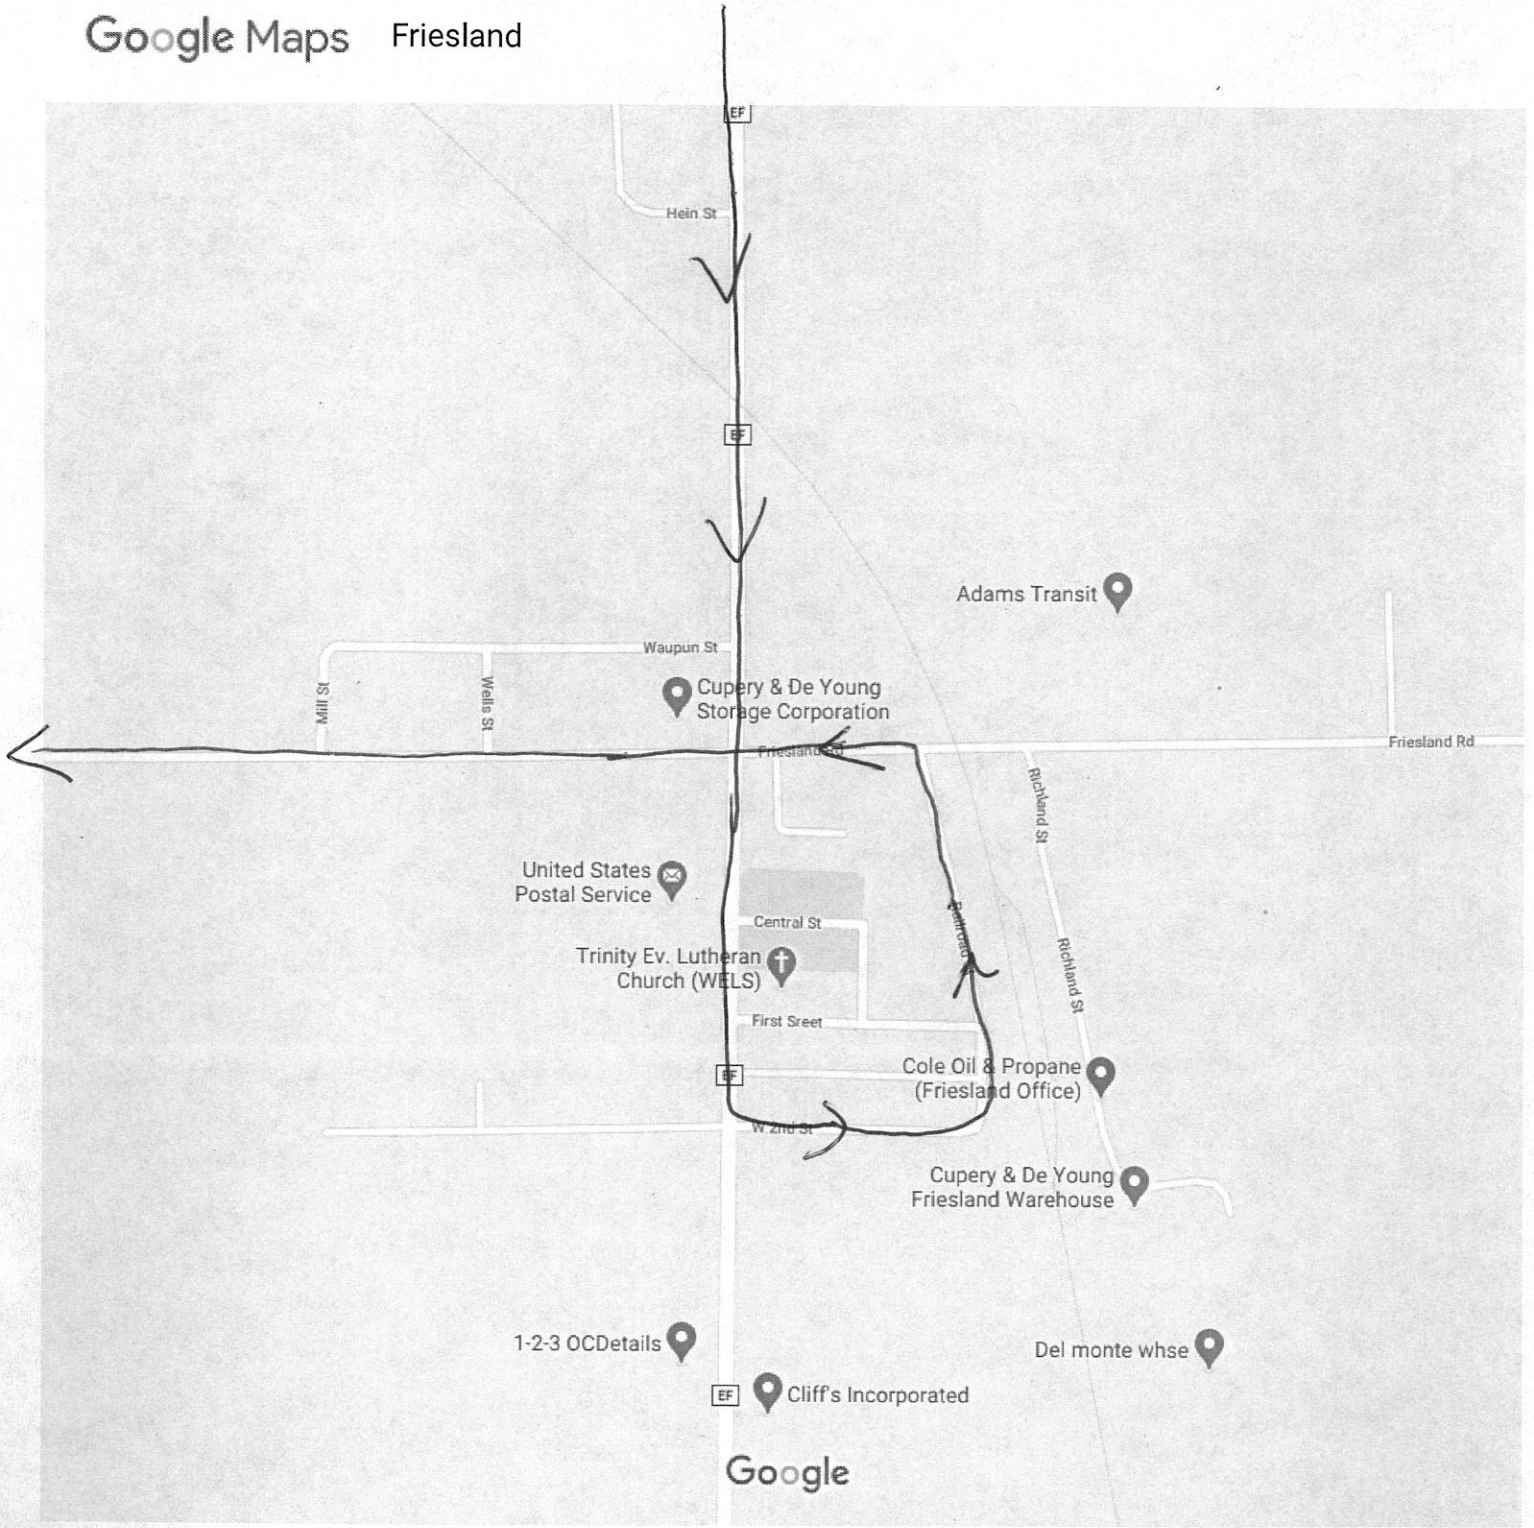 Google Maps Friesland
EF
Hein St
EF
Adams Transit
Waupun St
Mill St
Wells St
Cupery & De Young
Storage Corporation
Friesland Rd
Friesland Rd
Richland St
United States
Postal Service
Central St
Railroad
Trinity Ev. Lutheran
Church (WELS)
Richland St
First Sreet
Cole Oil & Propane
(Friesland Office)
EF
W 2nd St
Cupery & De Young
Friesland Warehouse
1-2-3 OCDetails
Del monte whse
EF
Cliff's Incorporated
Google